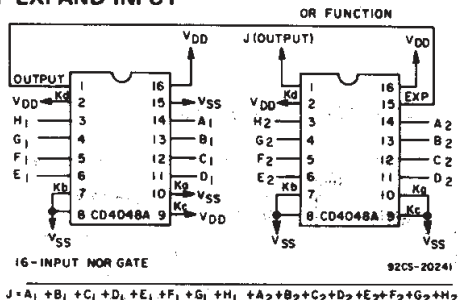 EXPAND INPUT
OR FUNCTION
VDD J(OUTPUT) VDD
OUTPUT 1 16
Kd
VDD 2 15 VSS
H1 3 14 A1
G1 4 13 B1
F1 5 12 C1
E1 6 11 D1
Kb 7 10 Ka VSS
8 CD4048A 9 Kc VDD
VSS
1 16
Kd EXP
VDD 2 15
H2 3 14 A2
G2 4 13 B2
F2 5 12 C2
E2 6 11 D2
Kb 7 10 Ka
8 CD4048A 9 Kc
VSS VSS
16-INPUT NOR GATE
92CS-20241
J=A1+B1+C1+D1+E1+F1+G1+H1+A2+B2+C2+D2+E2+F2+G2+H2